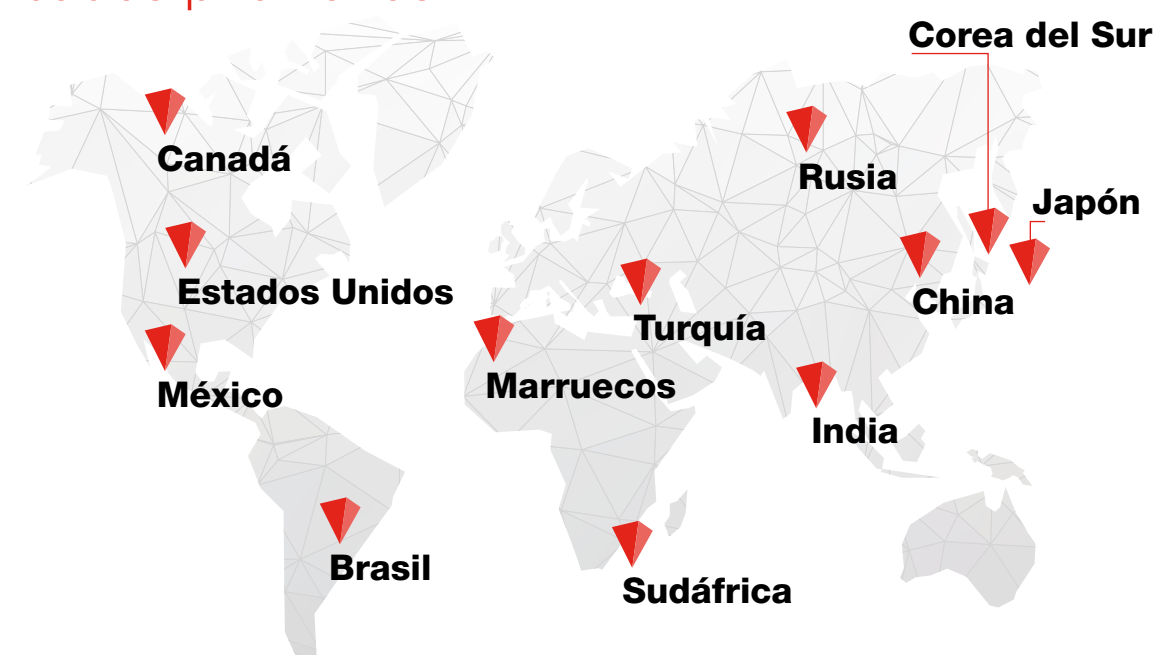 Corea del Sur
Canadá
Rusia
Japón
Estados Unidos
China
Turquía
Marruecos
México
India
Brasil
Sudáfrica